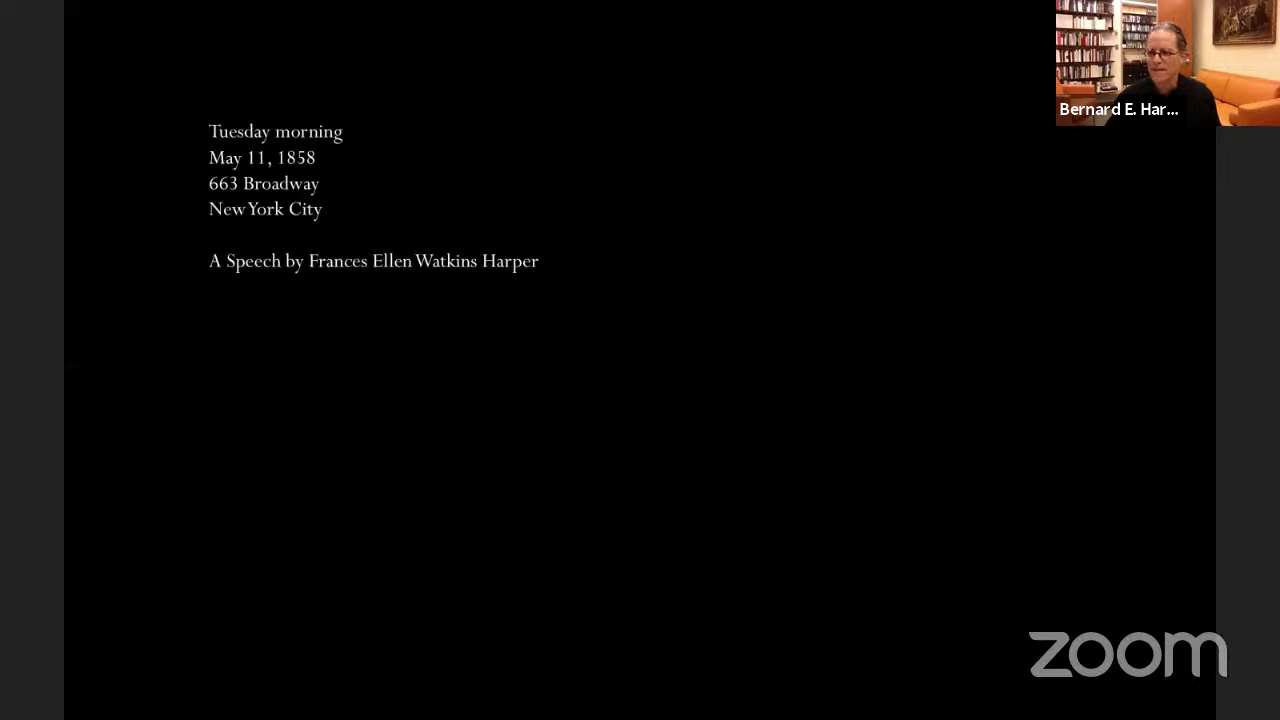 Tuesday morning
May 11, 1858
663 Broadway
New York City
A Speech by Frances Ellen Watkins Harper
Bernard E. Har...
zoom